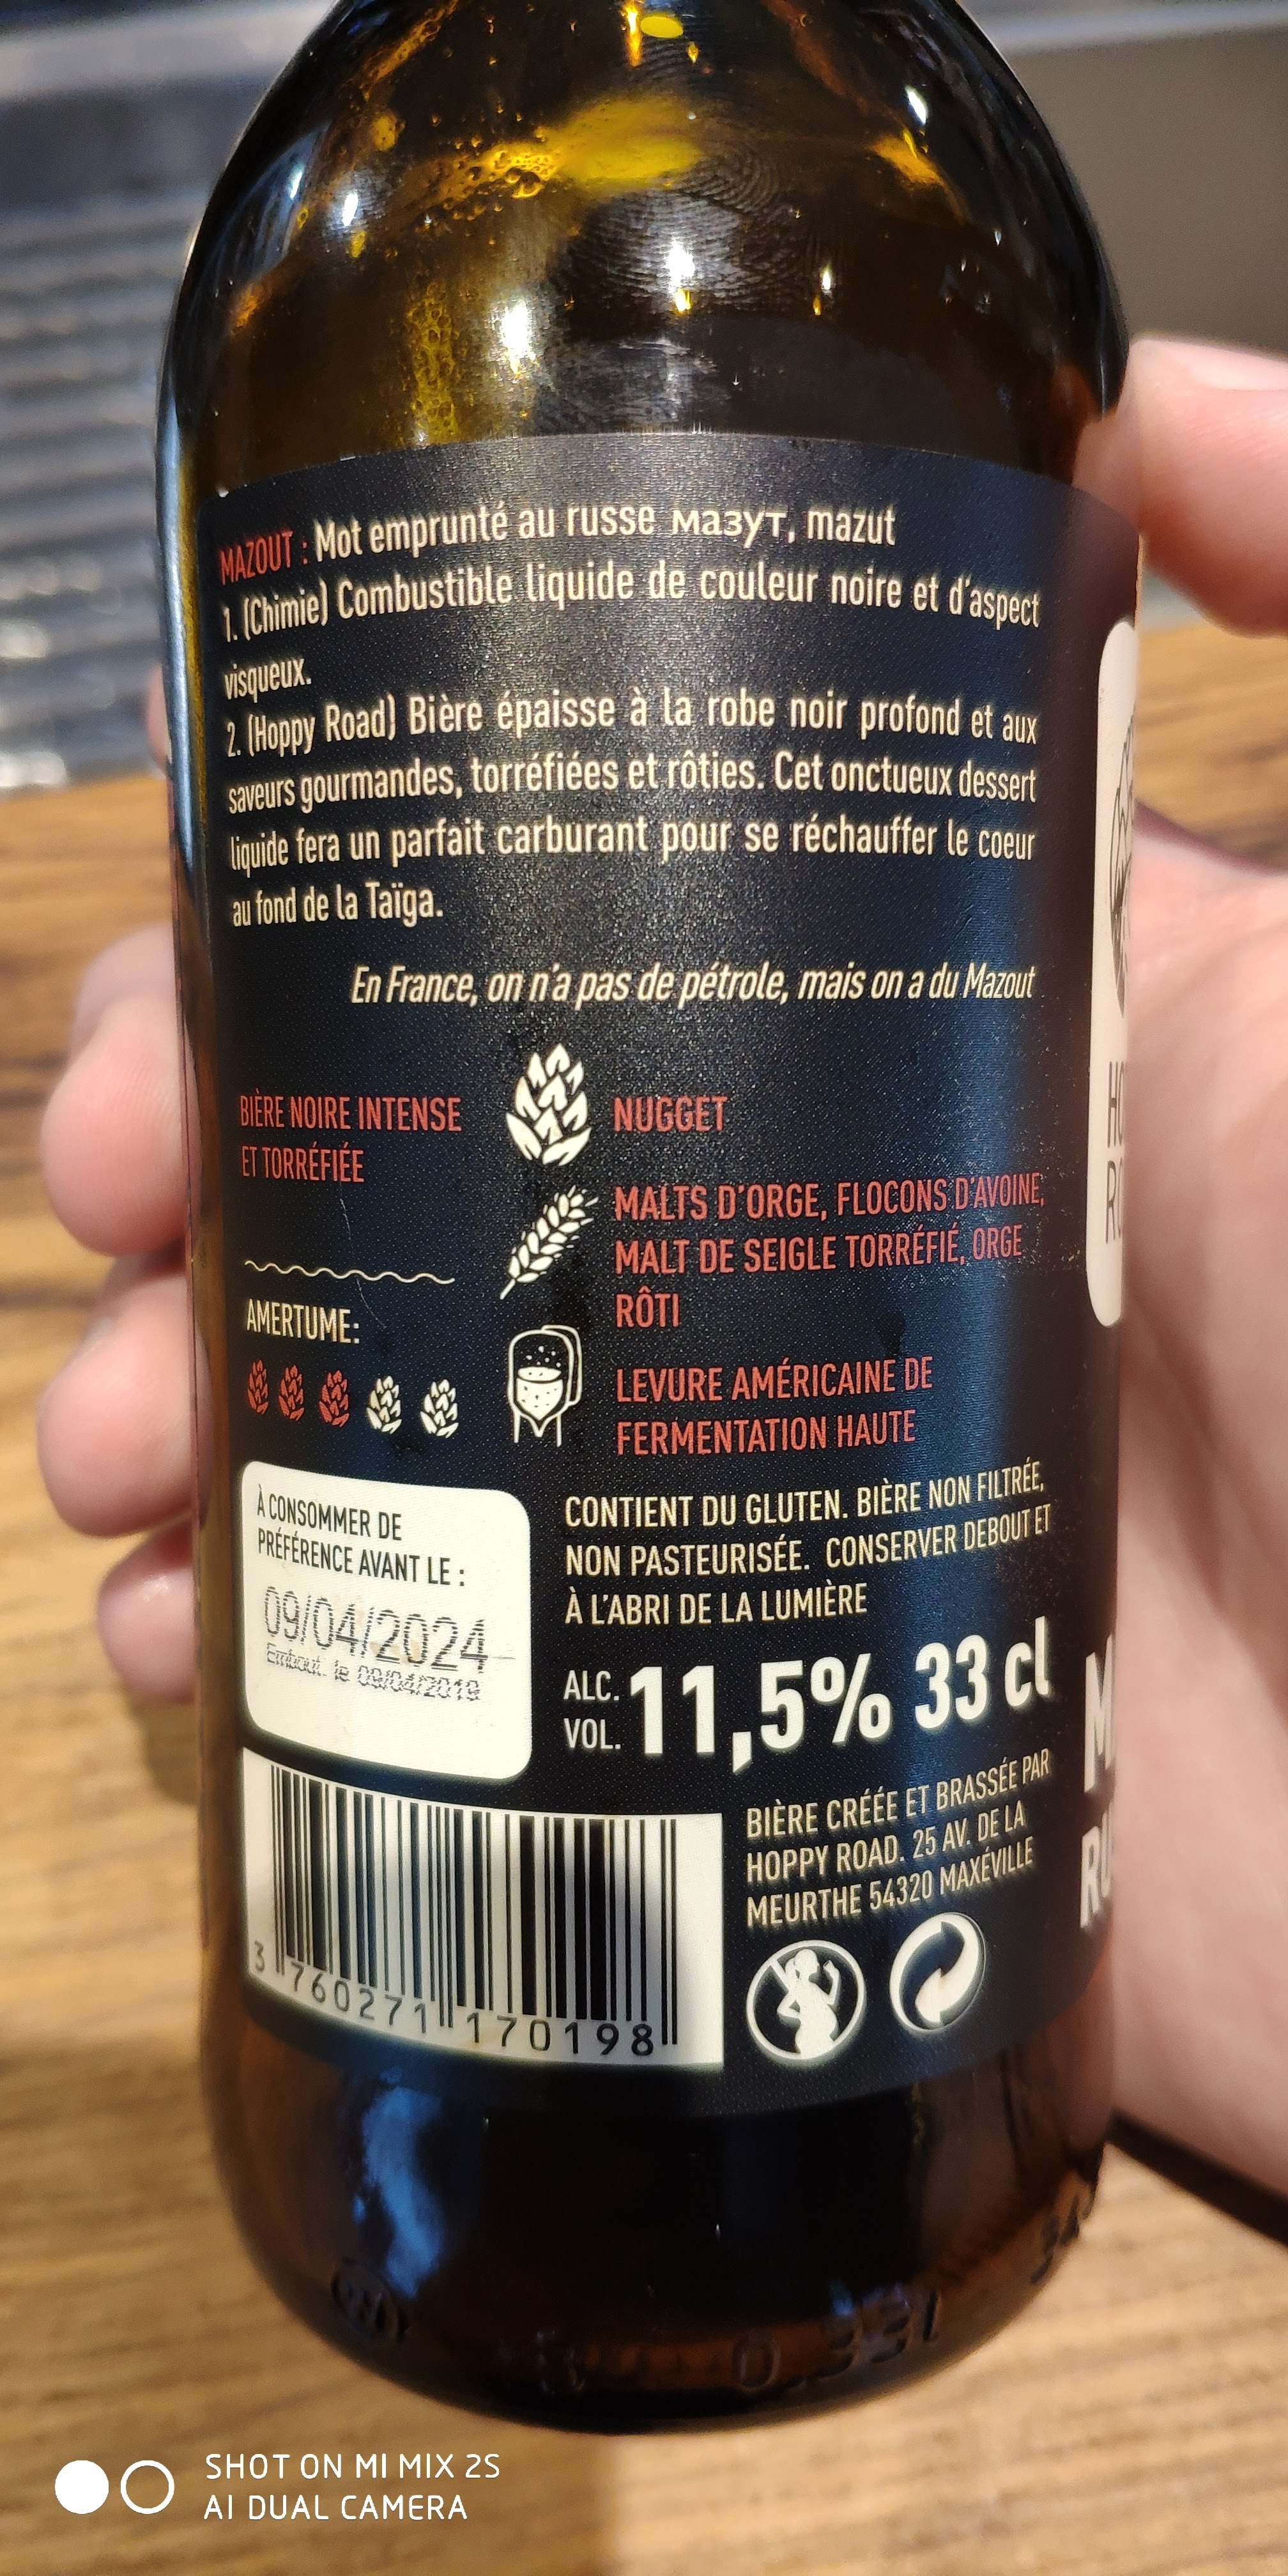 MAZOUT : Mot emprunté au russe мазут, mazut
1. (Chimie) Combustible liquide de couleur noire et d'aspect
visqueux.
2. (Hoppy Road) Bière épaisse à la robe noir profond et aux
saveurs gourmandes, torréfiées et rôties. Cet onctueux dessert
liquide fera un parfait carburant pour se réchauffer le coeur
au fond de la Taïga.
En France, on n'a pas de pétrole, mais on a du Mazout
BIÈRE NOIRE INTENSE
ET TORRÉFIÉE
AMERTUME:
NUGGET
MALTS D'ORGE, FLOCONS D'AVOINE,
MALT DE SEIGLE TORRÉFIÉ, ORGE
RÔTI
LEVURE AMÉRICAINE DE
FERMENTATION HAUTE
À CONSOMMER DE
PRÉFÉRENCE AVANT LE :
09/04/2024
Embout. le 09/04/2019
CONTIENT DU GLUTEN. BIÈRE NON FILTRÉE,
NON PASTEURISÉE. CONSERVER DEBOUT ET
À L'ABRI DE LA LUMIÈRE
ALC. VOL. 11,5% 33 cl
BIÈRE CRÉÉE ET BRASSÉE PAR
HOPPY ROAD. 25 AV. DE LA
MEURTHE 54320 MAXÉVILLE
3 760271 170198
0,33l
SHOT ON MI MIX 2S
AI DUAL CAMERA